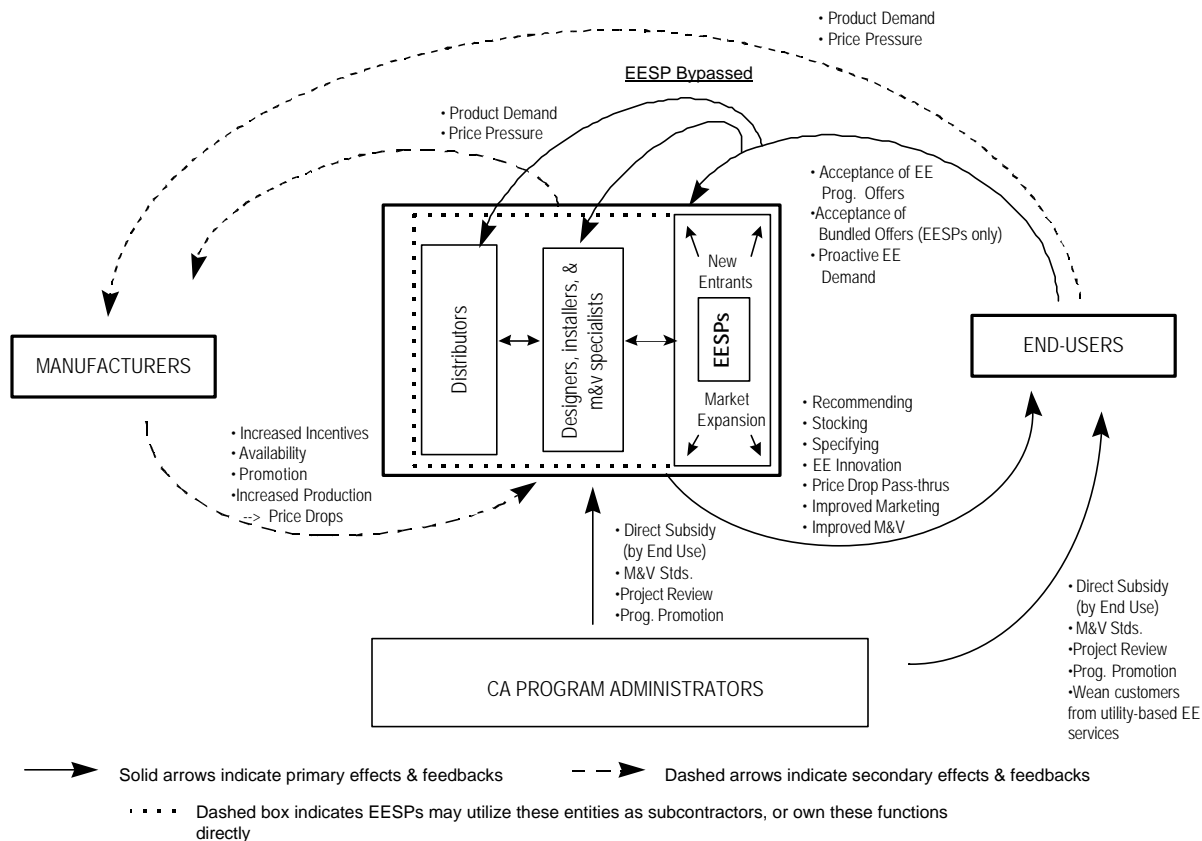 • Product Demand
• Price Pressure
EESP Bypassed
• Product Demand
• Price Pressure
• Acceptance of EE
Prog. Offers
•Acceptance of
Bundled Offers (EESPs only)
• Proactive EE
Demand
New
Entrants
EESPs
Market
Expansion
Distributors
Designers, installers, &
m&v specialists
MANUFACTURERS
END-USERS
• Increased Incentives
• Availability
• Promotion
•Increased Production
--> Price Drops
• Recommending
• Stocking
• Specifying
• EE Innovation
• Price Drop Pass-thrus
• Improved Marketing
• Improved M&V
• Direct Subsidy
(by End Use)
• M&V Stds.
•Project Review
•Prog. Promotion
• Direct Subsidy
(by End Use)
• M&V Stds.
•Project Review
•Prog. Promotion
•Wean customers
from utility-based EE
services
CA PROGRAM ADMINISTRATORS
Solid arrows indicate primary effects & feedbacks
Dashed arrows indicate secondary effects & feedbacks
Dashed box indicates EESPs may utilize these entities as subcontractors, or own these functions
directly